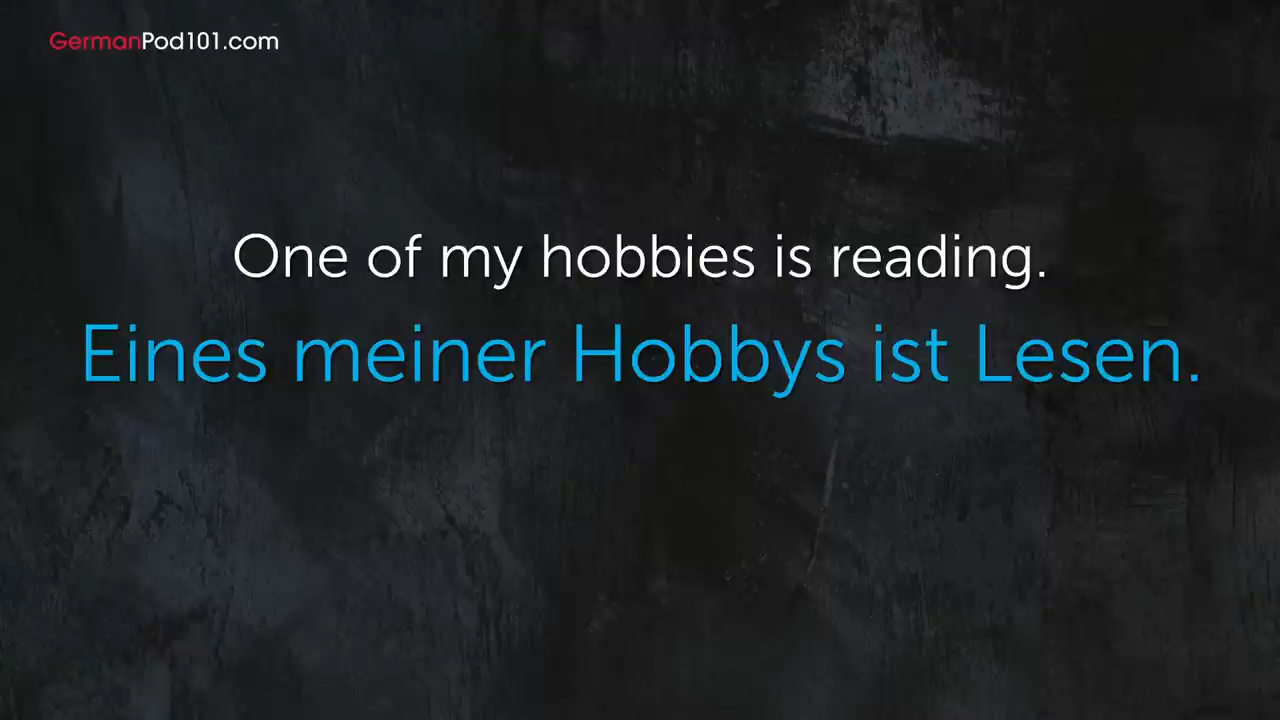 GermanPod101.com
One of my hobbies is reading.
Eines meiner Hobbys ist Lesen.